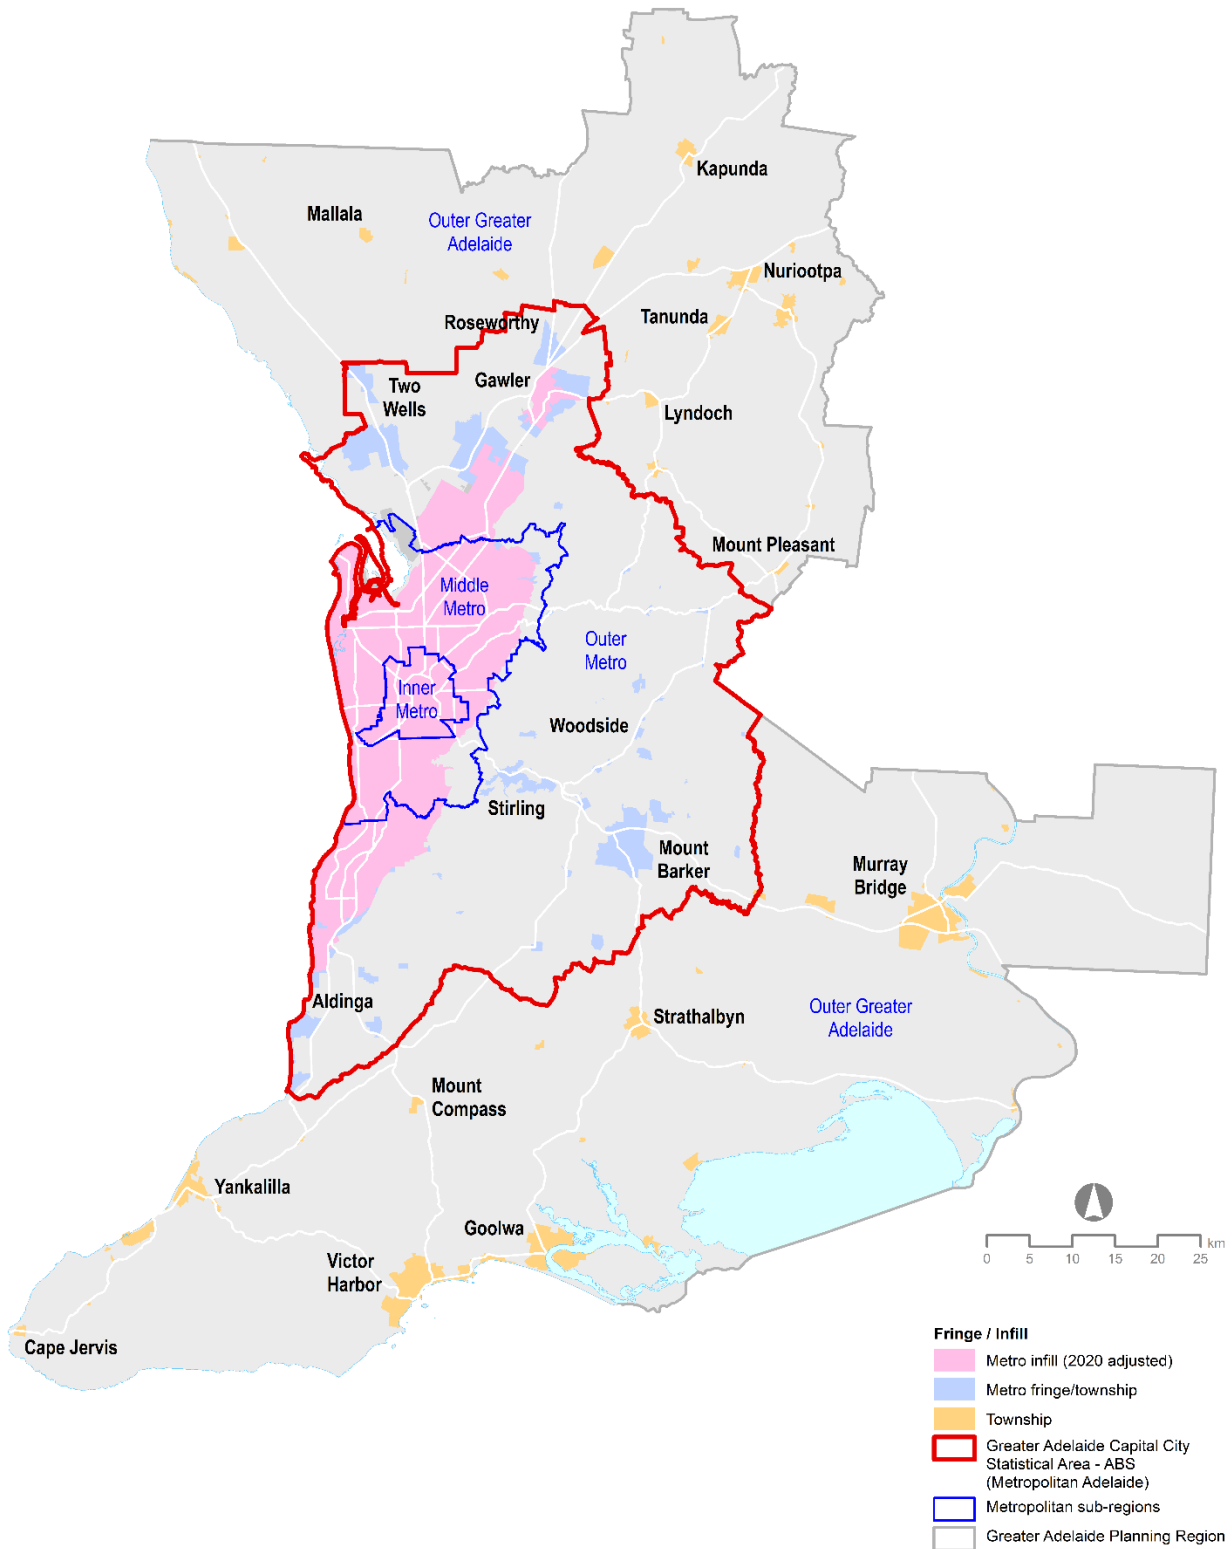 Kapunda
Mallala
Outer Greater
Adelaide
Nuriootpa
Roseworthy
Tanunda
Gawler
Two
Wells
Lyndoch
Mount Pleasant
Middle
Metro
Outer
Metro
Inner
Metro
Woodside
Stirling
Mount
Barker
Murray
Bridge
Aldinga
Outer Greater
Adelaide
Strathalbyn
Mount
Compass
Yankalilla
Goolwa
Victor
Harbor
Cape Jervis
km
0 5 10 15 20 25
Fringe / Infill
Metro infill (2020 adjusted)
Metro fringe/township
Township
Greater Adelaide Capital City
Statistical Area - ABS
(Metropolitan Adelaide)
Metropolitan sub-regions
Greater Adelaide Planning Region